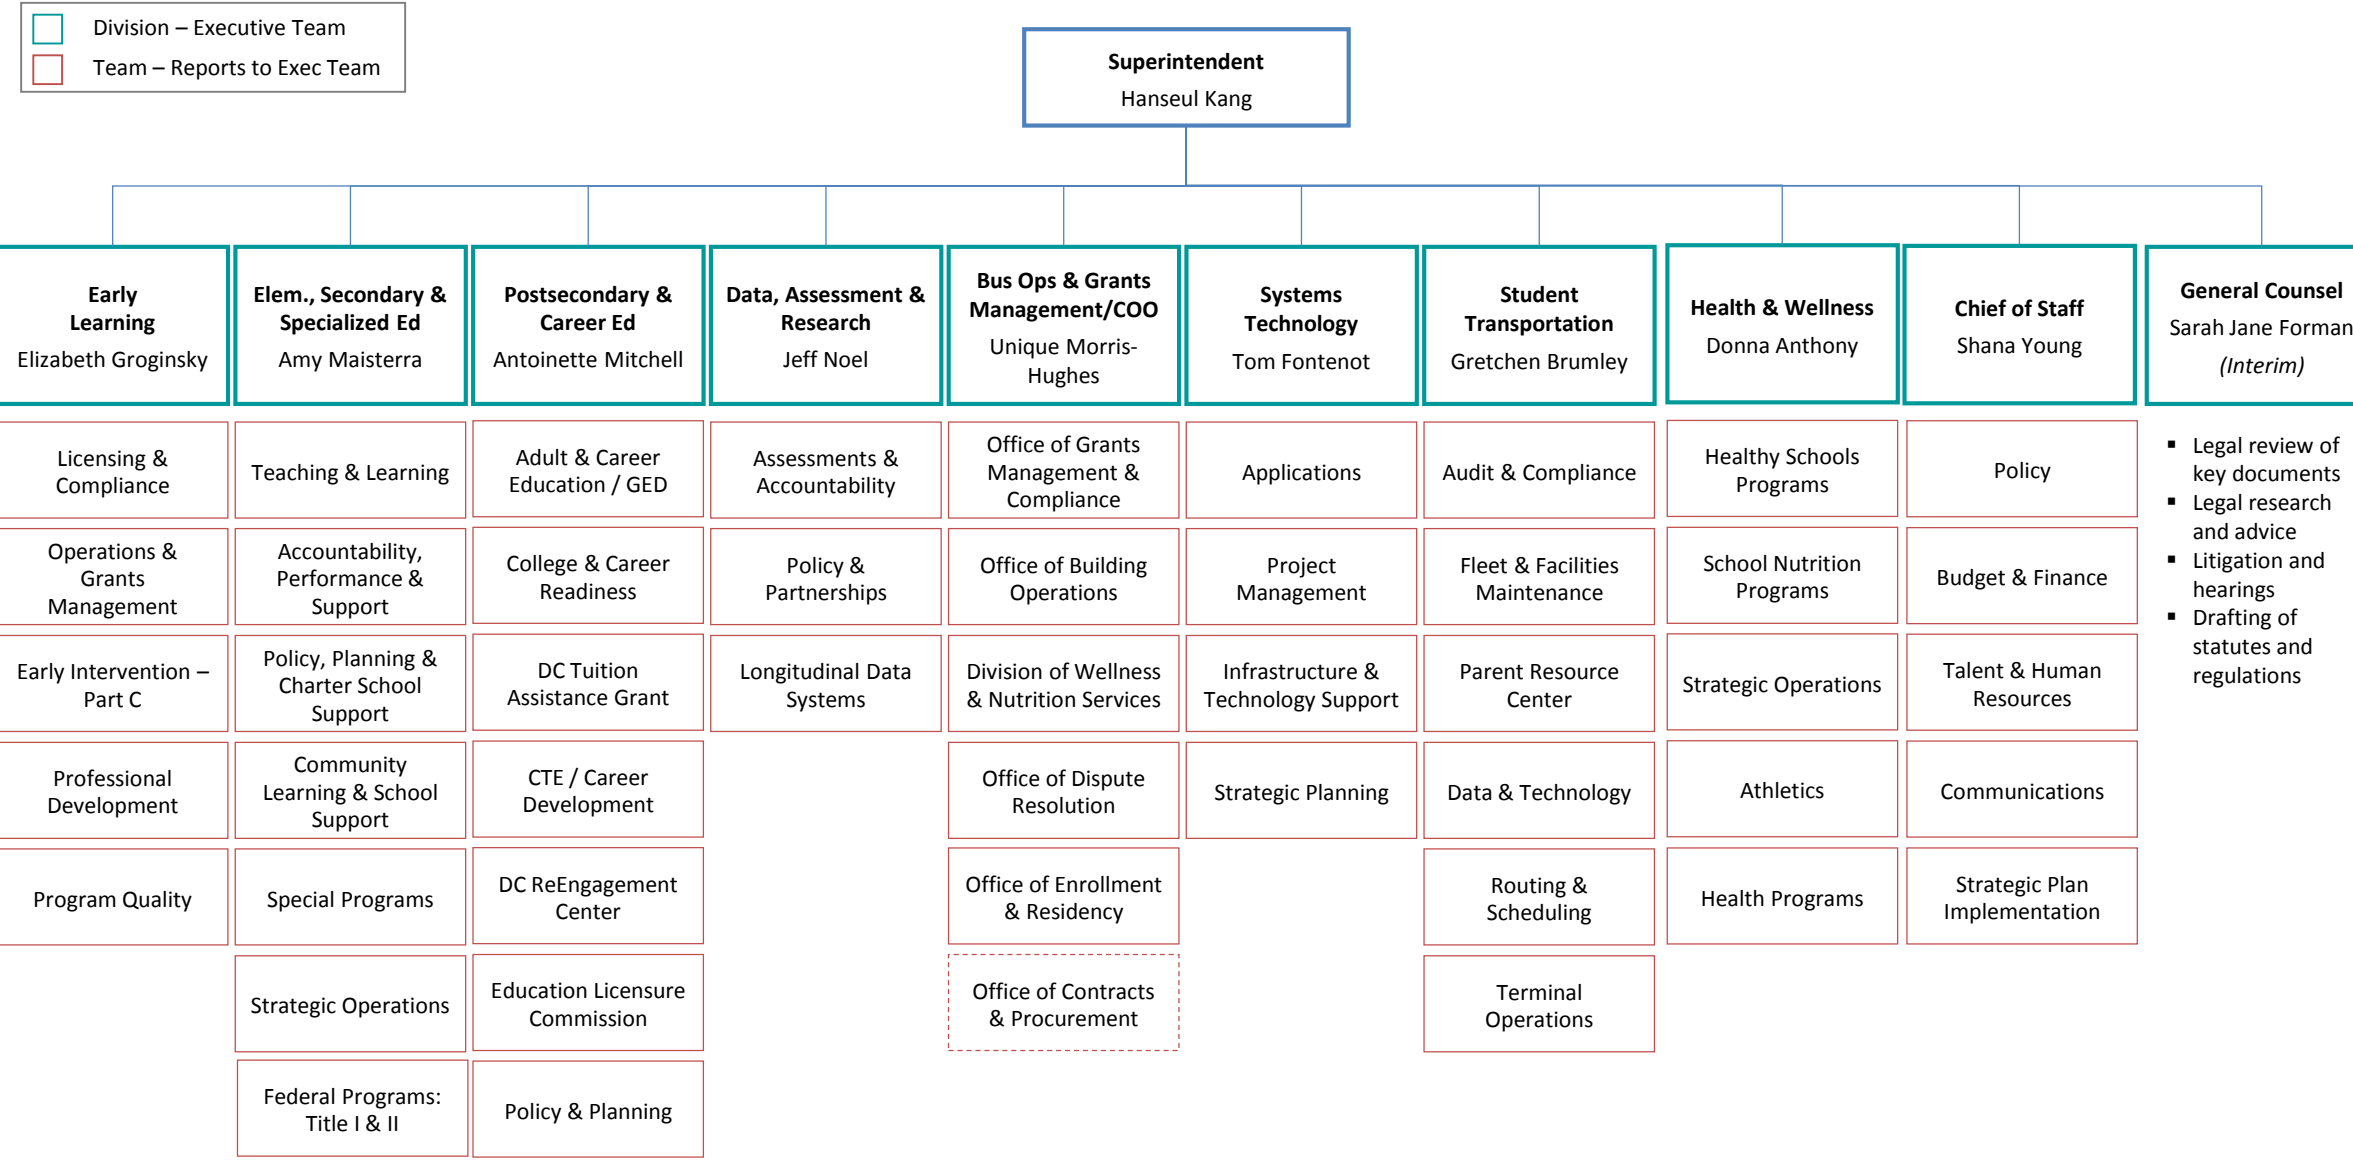 Division – Executive Team
Team – Reports to Exec Team
Superintendent
Hanseul Kang
Early
Learning
Elizabeth Groginsky
Elem., Secondary &
Specialized Ed
Amy Maisterra
Postsecondary &
Career Ed
Antoinette Mitchell
Data, Assessment &
Research
Jeff Noel
Bus Ops & Grants
Management/COO
Unique Morris-
Hughes
Systems
Technology
Tom Fontenot
Student
Transportation
Gretchen Brumley
Health & Wellness
Donna Anthony
Chief of Staff
Shana Young
General Counsel
Sarah Jane Forman
(Interim)
Licensing &
Compliance
Operations &
Grants
Management
Early Intervention –
Part C
Professional
Development
Program Quality
Teaching & Learning
Accountability,
Performance &
Support
Policy, Planning &
Charter School
Support
Community
Learning & School
Support
Special Programs
Strategic Operations
Federal Programs:
Title I & II
Adult & Career
Education / GED
College & Career
Readiness
DC Tuition
Assistance Grant
CTE / Career
Development
DC ReEngagement
Center
Education Licensure
Commission
Policy & Planning
Assessments &
Accountability
Policy &
Partnerships
Longitudinal Data
Systems
Office of Grants
Management &
Compliance
Office of Building
Operations
Division of Wellness
& Nutrition Services
Office of Dispute
Resolution
Office of Enrollment
& Residency
Office of Contracts
& Procurement
Applications
Project
Management
Infrastructure &
Technology Support
Strategic Planning
Audit & Compliance
Fleet & Facilities
Maintenance
Parent Resource
Center
Data & Technology
Routing &
Scheduling
Terminal
Operations
Healthy Schools
Programs
School Nutrition
Programs
Strategic Operations
Athletics
Health Programs
Policy
Budget & Finance
Talent & Human
Resources
Communications
Strategic Plan
Implementation
▪ Legal review of
key documents
▪ Legal research
and advice
▪ Litigation and
hearings
▪ Drafting of
statutes and
regulations